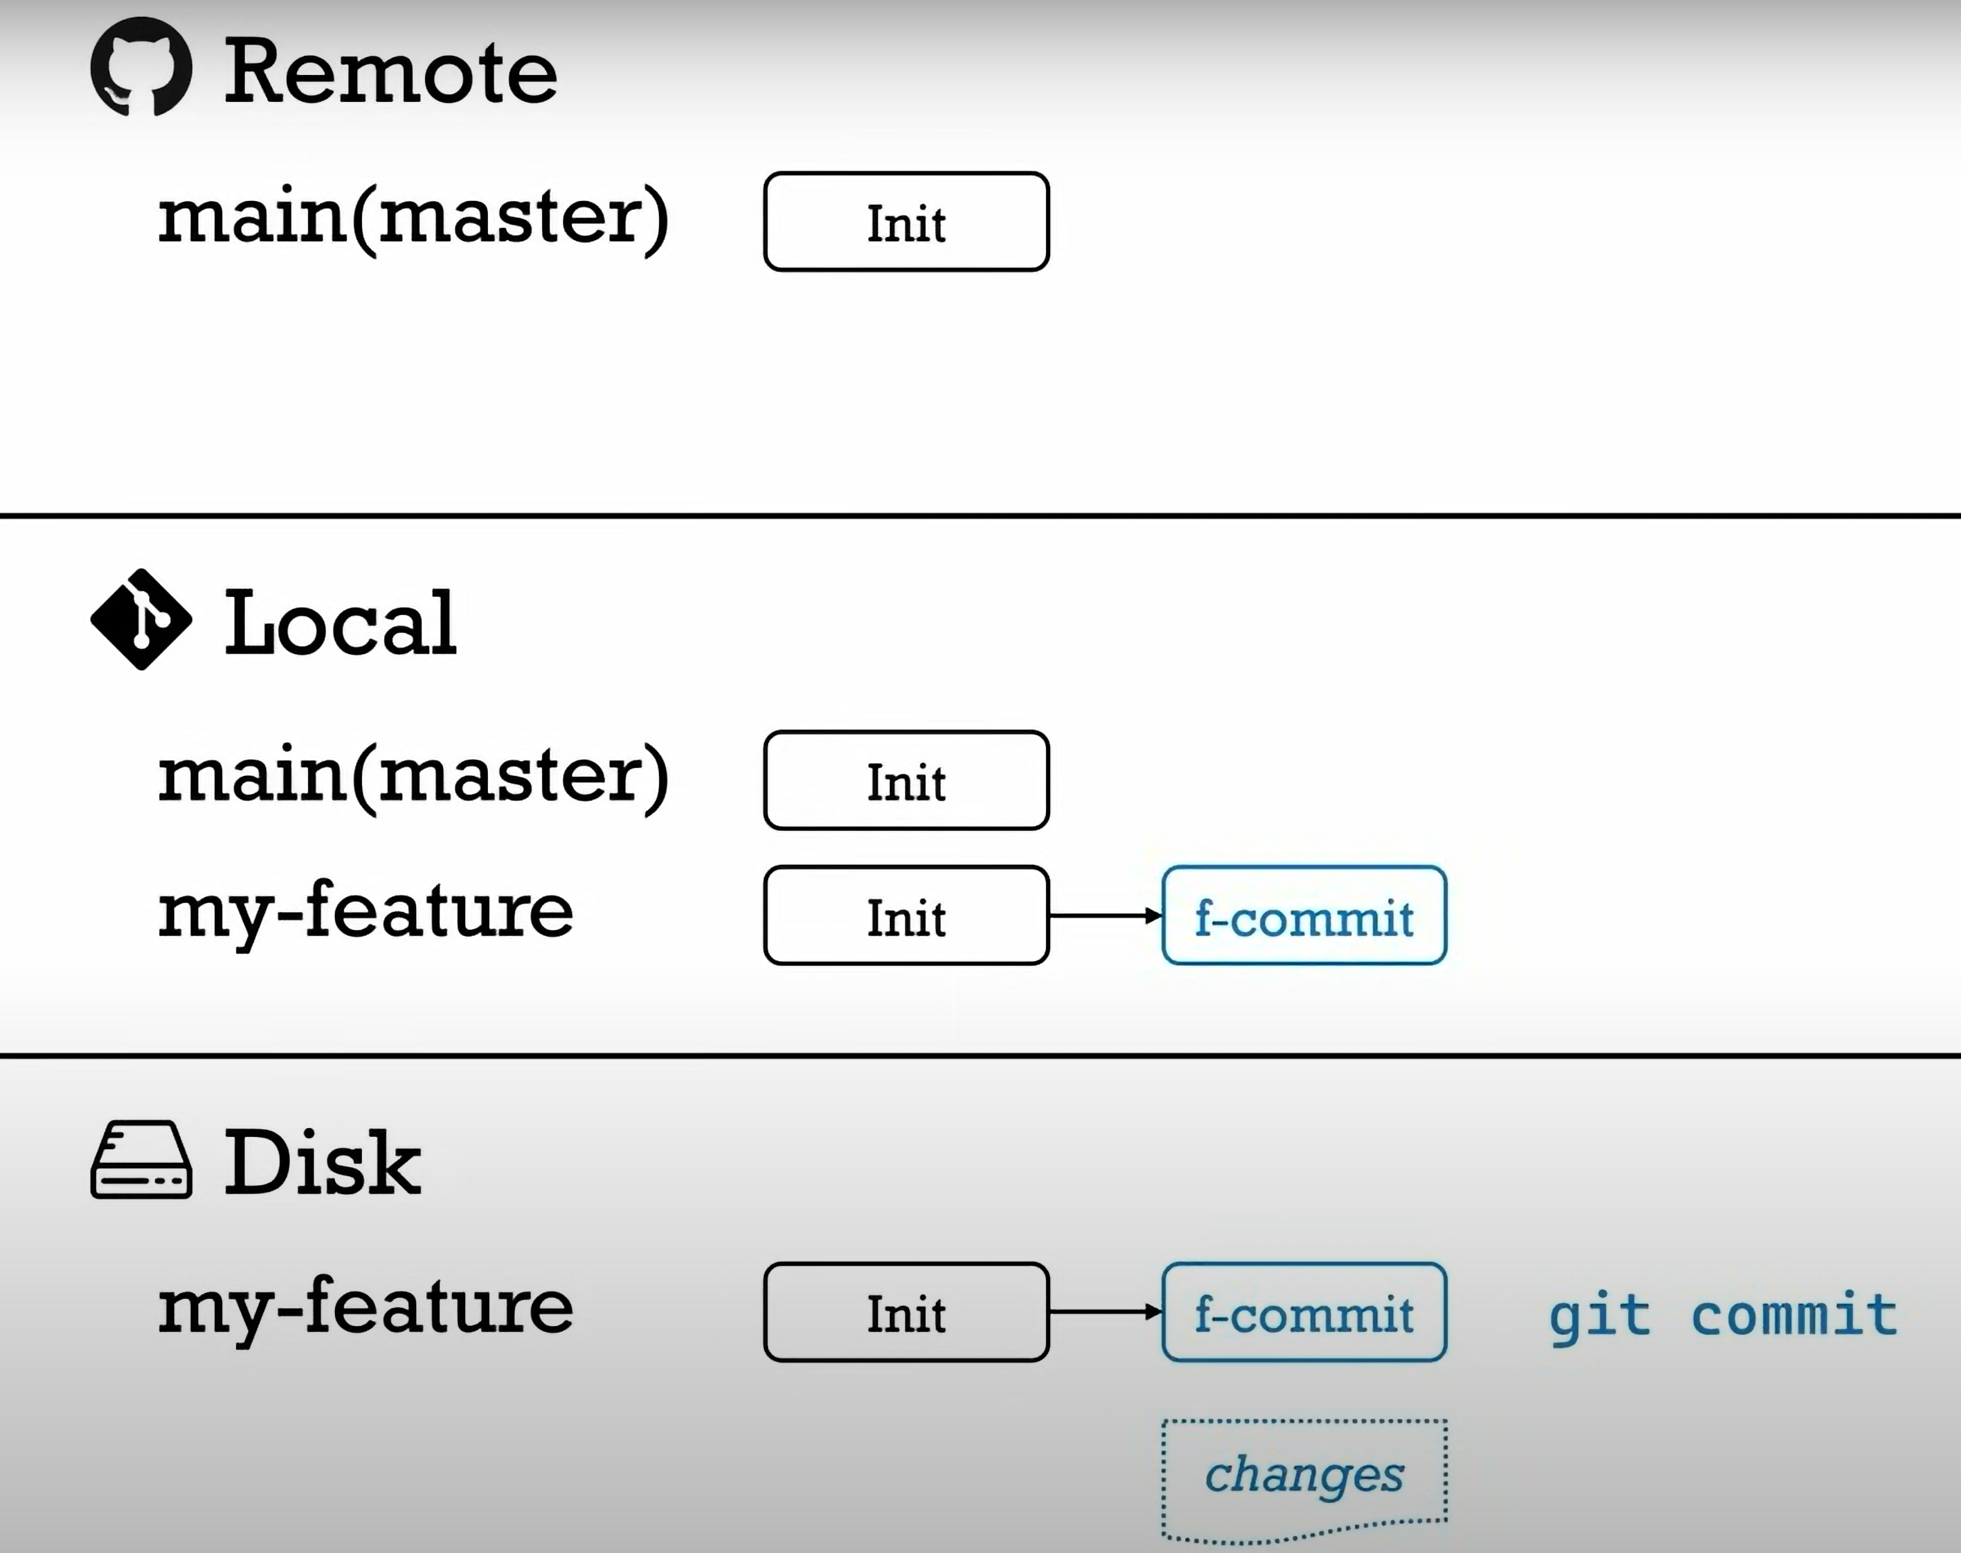 Remote
main(master) Init
Local
main(master) Init
my-feature Init f-commit
Disk
my-feature Init f-commit git commit
changes